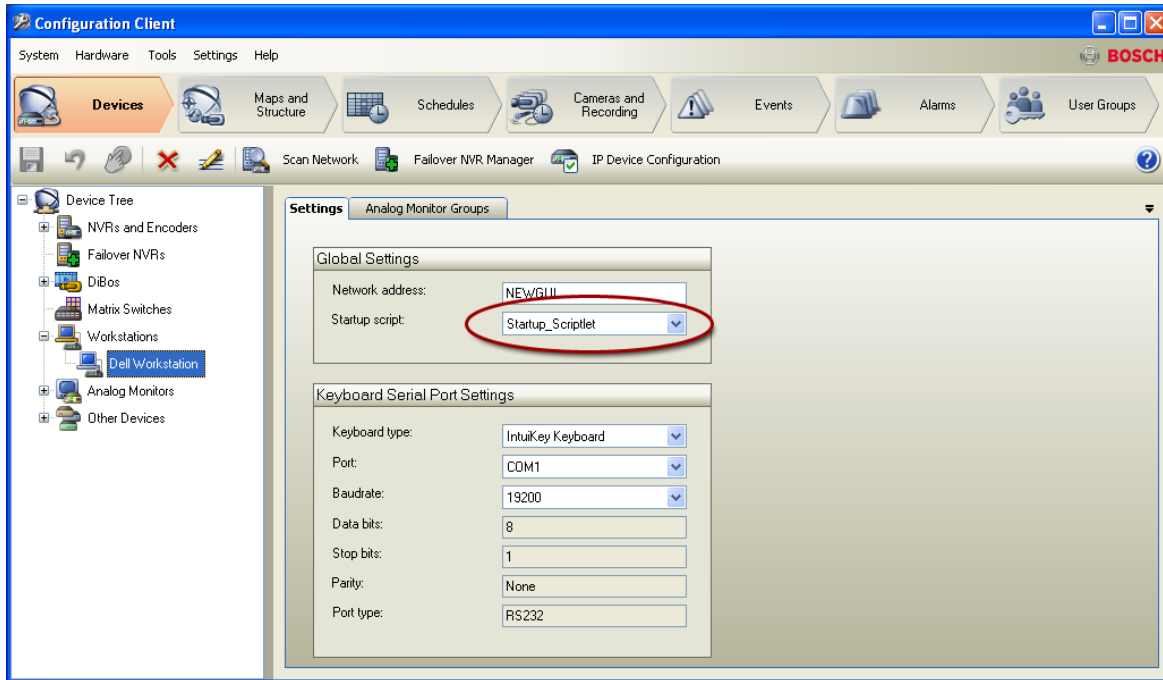 Configuration Client
System Hardware Tools Settings Help
BOSCH
Devices
Maps and Structure
Schedules
Cameras and Recording
Events
Alarms
User Groups
Scan Network Failover NVR Manager IP Device Configuration
Device Tree
NVRs and Encoders
Failover NVRs
DiBos
Matrix Switches
Workstations
Dell Workstation
Analog Monitors
Other Devices
Settings Analog Monitor Groups
Global Settings
Network address: NEWGUI
Startup script: Startup_Scriptlet
Keyboard Serial Port Settings
Keyboard type: IntuiKey Keyboard
Port: COM1
Baudrate: 19200
Data bits: 8
Stop bits: 1
Parity: None
Port type: RS232